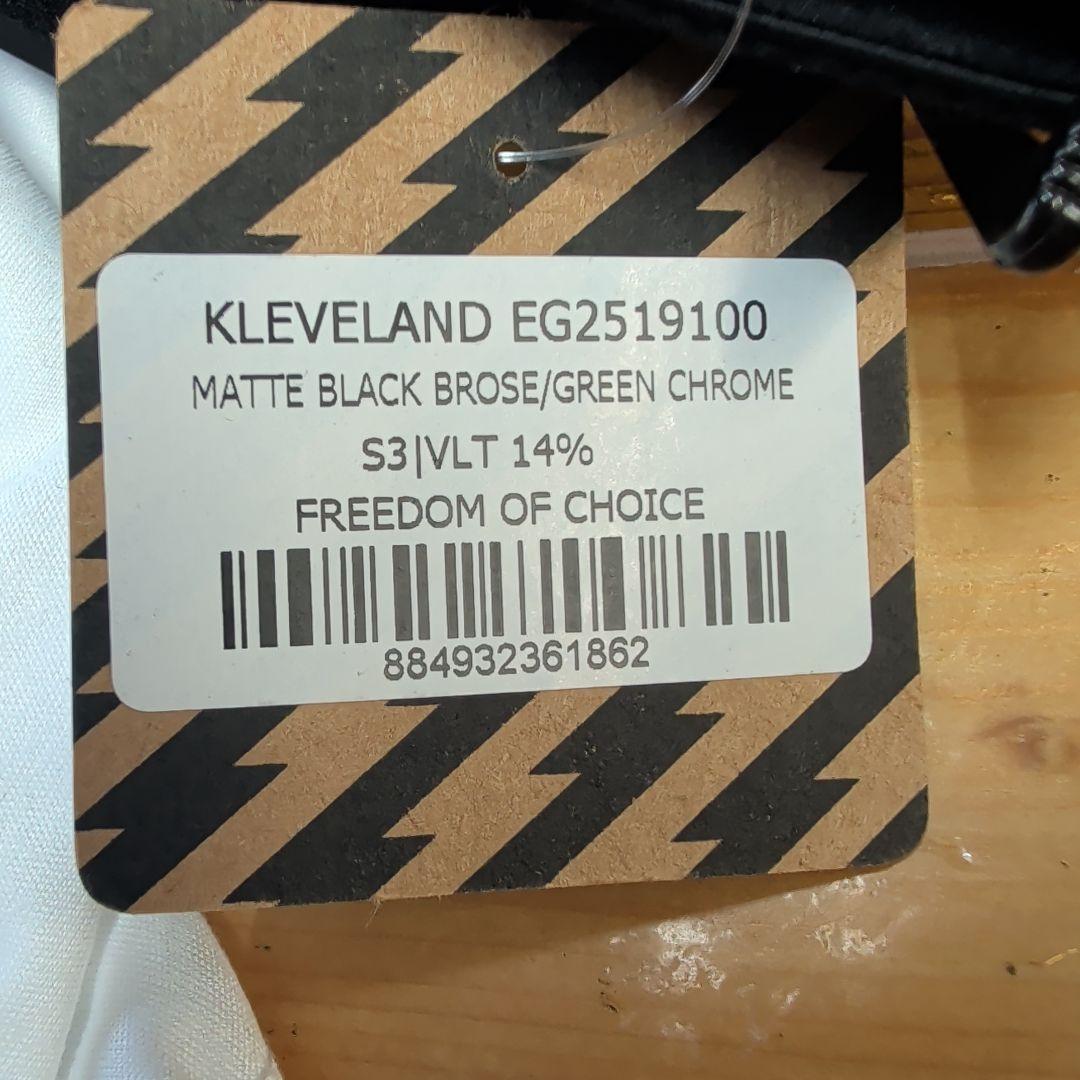 KLEVELAND EG2519100
MATTE BLACK BROSE/GREEN CHROME
S3|VLT 14%
FREEDOM OF CHOICE
884932361862